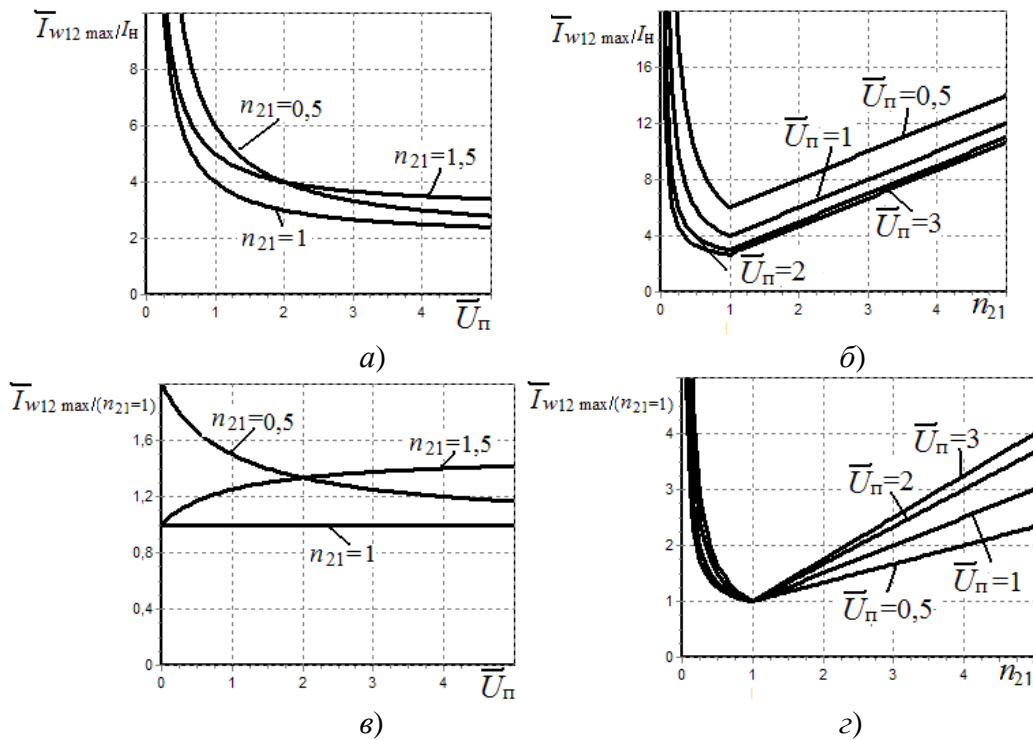 I̅w12 max/Iн
8
6
4
2
0
0 1 2 3 4
n21=0,5
n21=1,5
n21=1
U̅п
а)
I̅w12 max/Iн
16
12
8
4
0
0 1 2 3 4
U̅п=0,5
U̅п=1
U̅п=3
U̅п=2
n21
б)
I̅w12 max/(n21=1)
1,6
1,2
0,8
0,4
0
0 1 2 3 4
n21=0,5
n21=1,5
n21=1
U̅п
в)
I̅w12 max/(n21=1)
4
3
2
1
0
0 1 2 3 4
U̅п=3
U̅п=2
U̅п=1
U̅п=0,5
n21
г)